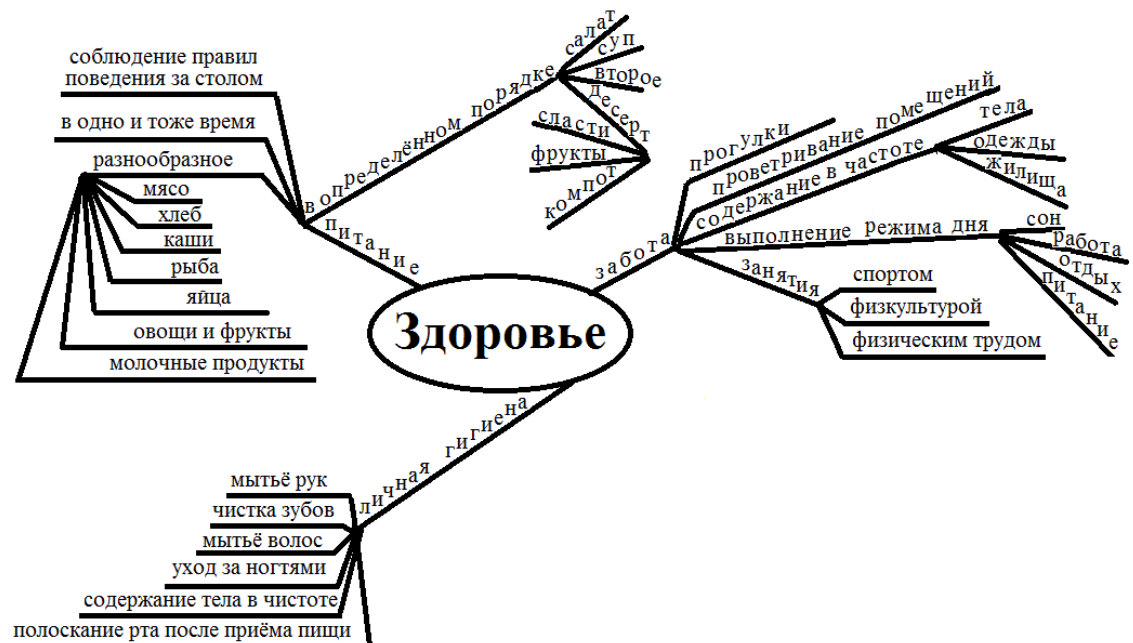 соблюдение правил
поведения за столом
в одно и тоже время
разнообразное
мясо
хлеб
каши
рыба
яйца
овощи и фрукты
молочные продукты
питание
в определённом порядке
салат
суп
второе
десерт
сласти
фрукты
компот
Здоровье
забота
прогулки
проветривание помещений
содержание в частоте
тела
одежды
жилища
выполнение режима дня
сон
работа
отдых
питание
занятия
спортом
физкультурой
физическим трудом
личная гигиена
мытьё рук
чистка зубов
мытьё волос
уход за ногтями
содержание тела в чистоте
полоскание рта после приёма пищи